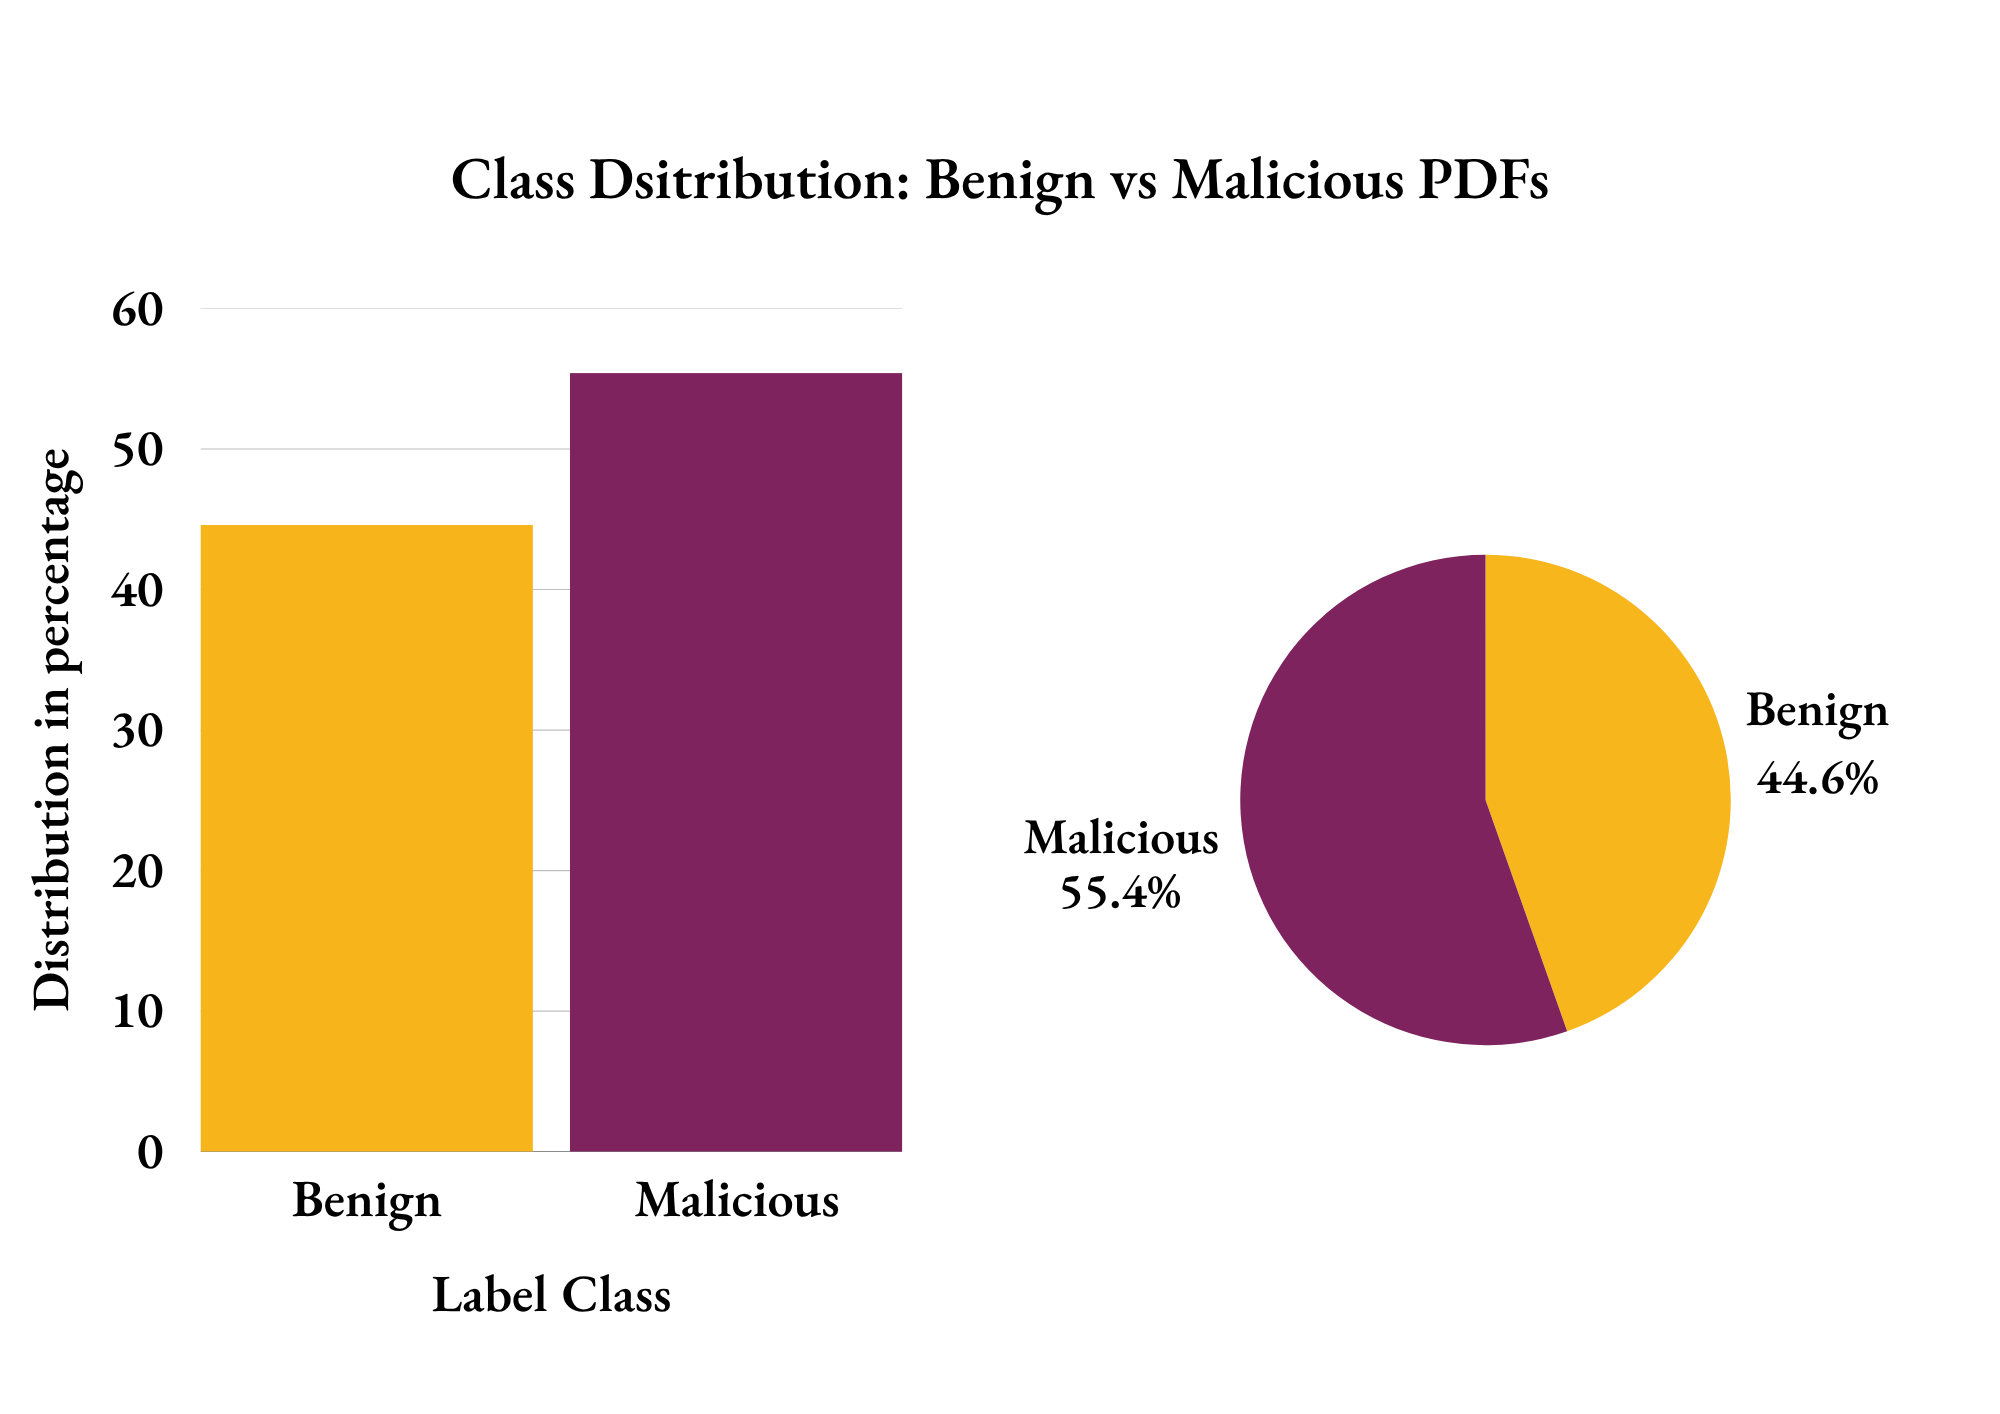 Class Dsitribution: Benign vs Malicious PDFs
60
50
40
30
20
10
0
Distribution in percentage
Benign
Malicious
Label Class
Benign
44.6%
Malicious
55.4%